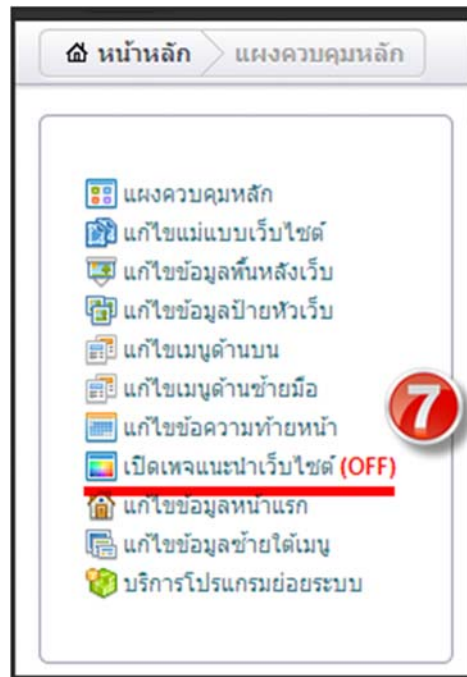 หน้าหลัก แผงควบคุมหลัก
แผงควบคุมหลัก
แก้ไขแม่แบบเว็บไซต์
แก้ไขข้อมูลพื้นหลังเว็บ
แก้ไขข้อมูลป้ายหัวเว็บ
แก้ไขเมนูด้านบน
แก้ไขเมนูด้านซ้ายมือ
7
แก้ไขข้อความท้ายหน้า
เปิดเพจแนะนำเว็บไซต์ (OFF)
แก้ไขข้อมูลหน้าแรก
แก้ไขข้อมูลซ้ายใต้เมนู
บริการโปรแกรมย่อยระบบ